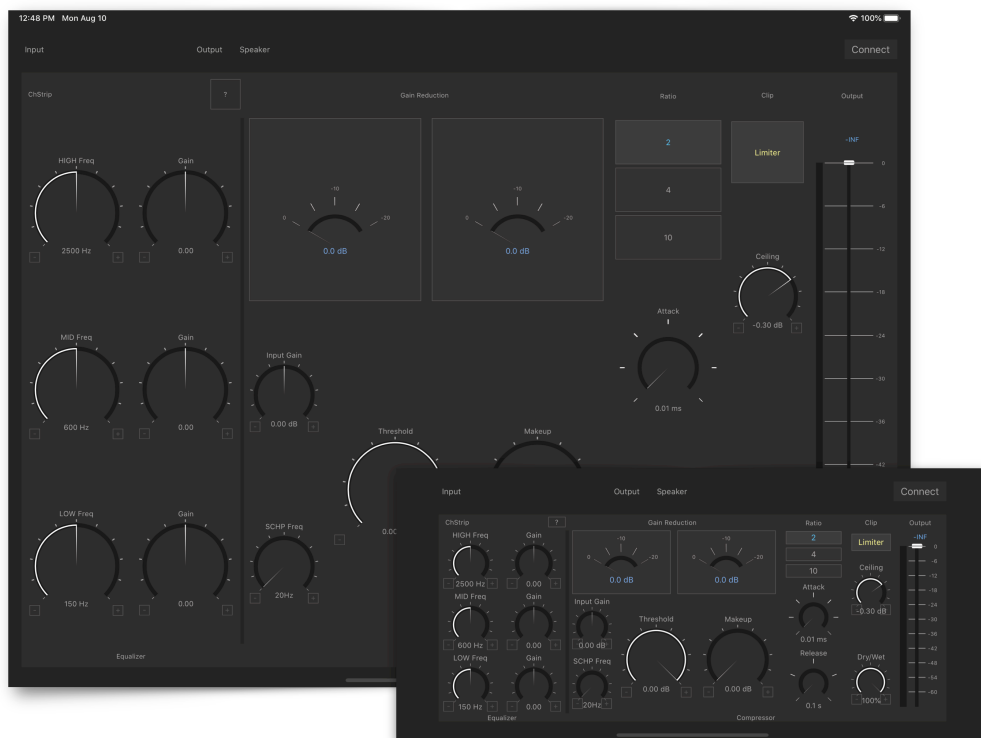 12:48 PM Mon Aug 10
100%
Input
Output
Speaker
Connect
ChStrip
?
Gain Reduction
Ratio
Clip
Output
-INF
0
-6
-12
-18
-24
-30
-36
-42
2
4
10
Limiter
Ceiling
-0.30 dB
0
-10
-20
0.0 dB
0
-10
-20
0.0 dB
HIGH Freq
Gain
2500 Hz
0.00
MID Freq
Gain
600 Hz
0.00
LOW Freq
Gain
150 Hz
0.00
Equalizer
Input Gain
0.00 dB
SCHP Freq
20Hz
Threshold
0.00
Makeup
Attack
0.01 ms
Input
Output
Speaker
Connect
ChStrip
?
Gain Reduction
Ratio
Clip
Output
HIGH Freq
Gain
2500 Hz
0.00
MID Freq
Gain
600 Hz
0.00
LOW Freq
Gain
150 Hz
0.00
Equalizer
0
-10
-20
0.0 dB
0
-10
-20
0.0 dB
Input Gain
0.00 dB
SCHP Freq
20Hz
Threshold
0.00 dB
Makeup
0.00 dB
2
4
10
Attack
0.01 ms
Release
0.1 s
Limiter
Ceiling
-0.30 dB
Dry/Wet
100%
-INF
0
-6
-12
-18
-24
-30
-36
-42
-48
-54
-60
Compressor